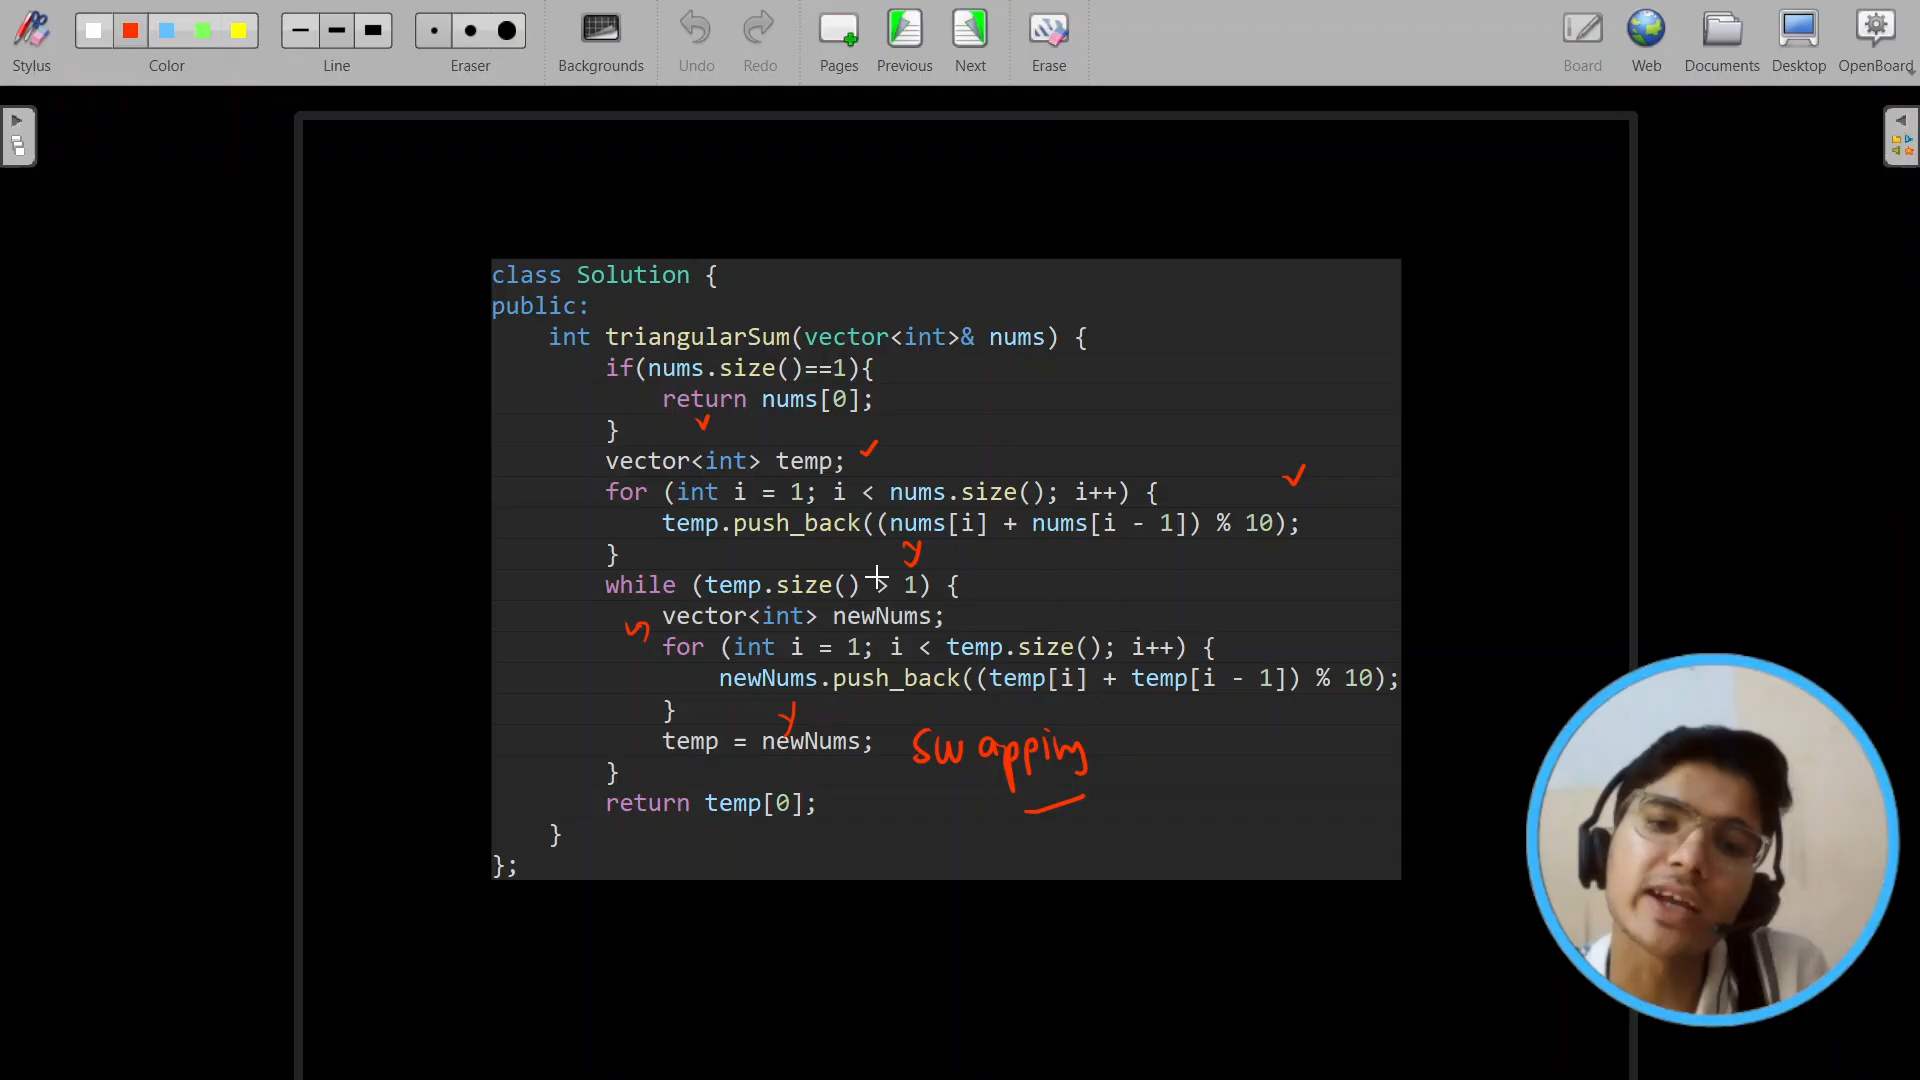 Stylus
Color
Line
Eraser
Backgrounds
Undo
Redo
Pages
Previous
Next
Erase
Board
Web
Documents
Desktop
OpenBoard
class Solution {
public:
    int triangularSum(vector<int>& nums) {
        if(nums.size()==1){
            return nums[0];
        }
        vector<int> temp;
        for (int i = 1; i < nums.size(); i++) {
            temp.push_back((nums[i] + nums[i - 1]) % 10);
        }
        while (temp.size() > 1) {
            vector<int> newNums;
            for (int i = 1; i < temp.size(); i++) {
                newNums.push_back((temp[i] + temp[i - 1]) % 10);
            }
            temp = newNums; swapping
        }
        return temp[0];
    }
};